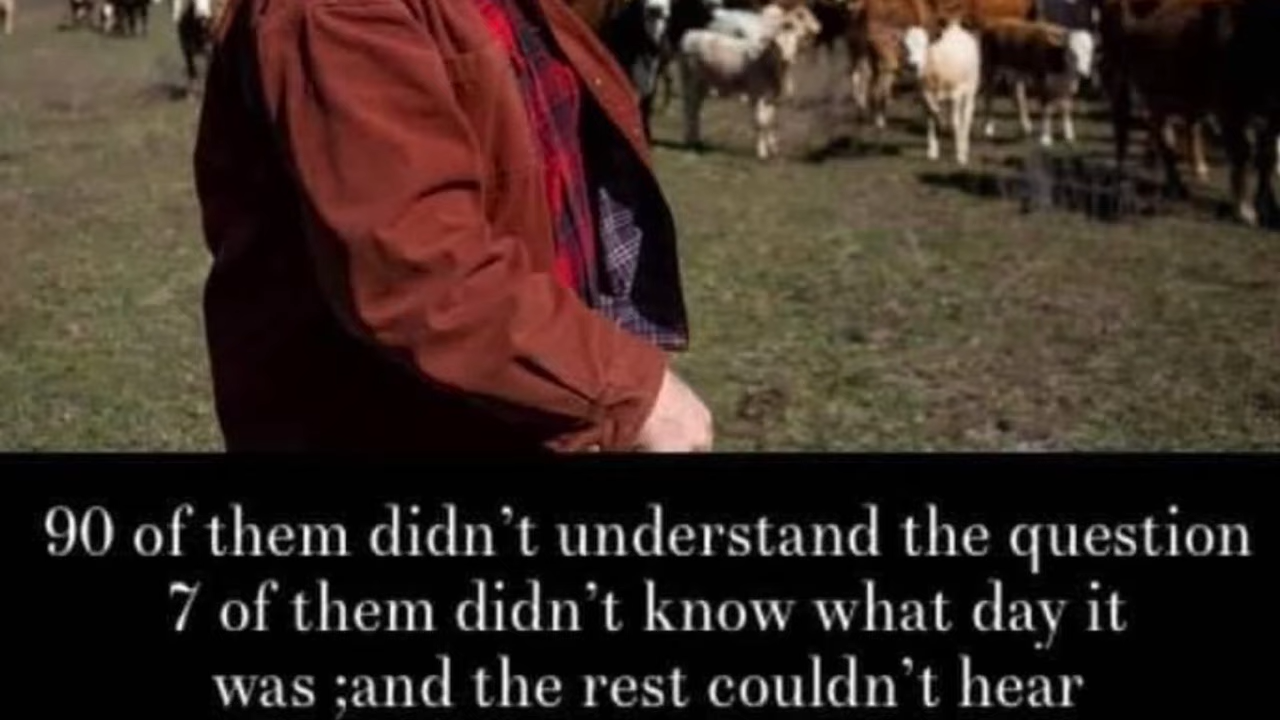 90 of them didn’t understand the question
7 of them didn’t know what day it
was ;and the rest couldn’t hear